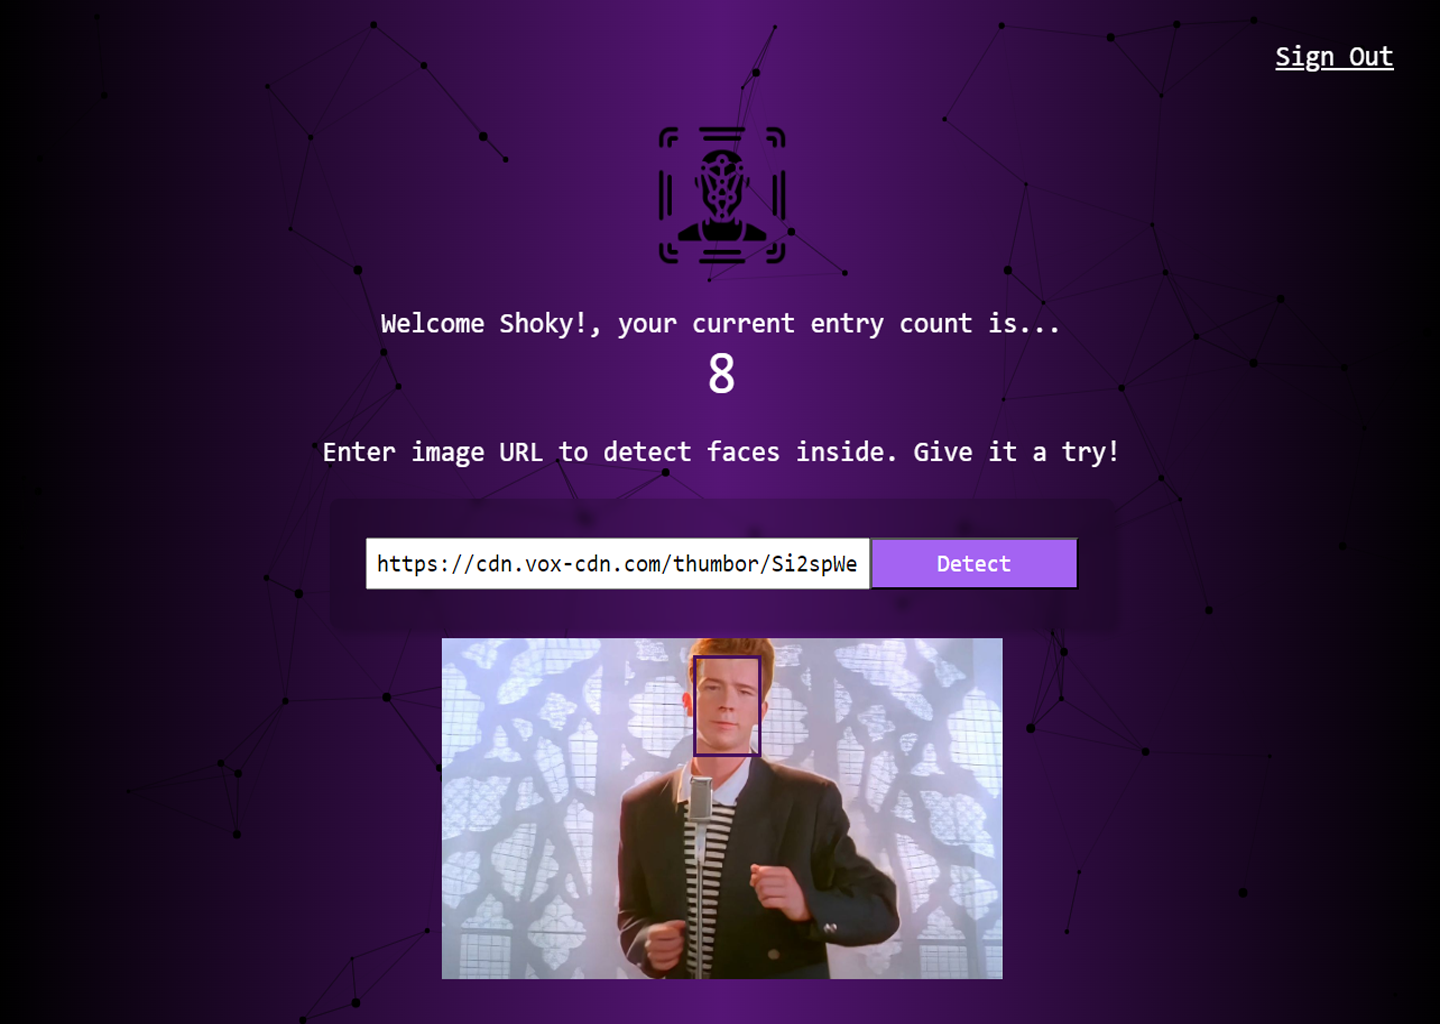 Sign Out
Welcome Shoky!, your current entry count is...
8
Enter image URL to detect faces inside. Give it a try!
https://cdn.vox-cdn.com/thumbor/Si2spWe
Detect